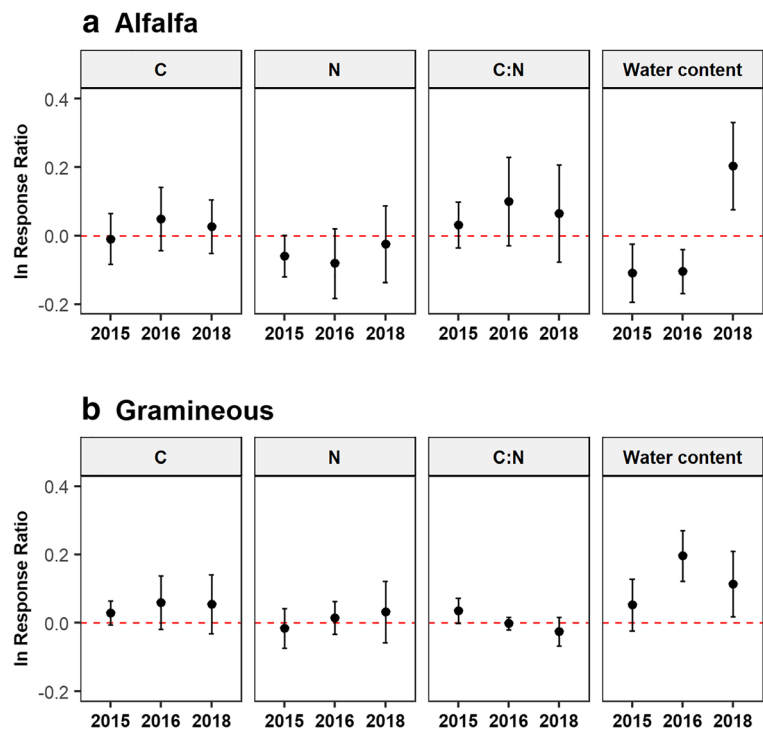 a Alfalfa
C N C:N Water content
ln Response Ratio
0.4
0.2
0.0
-0.2
2015 2016 2018 2015 2016 2018 2015 2016 2018 2015 2016 2018
b Gramineous
C N C:N Water content
ln Response Ratio
0.4
0.2
0.0
-0.2
2015 2016 2018 2015 2016 2018 2015 2016 2018 2015 2016 2018